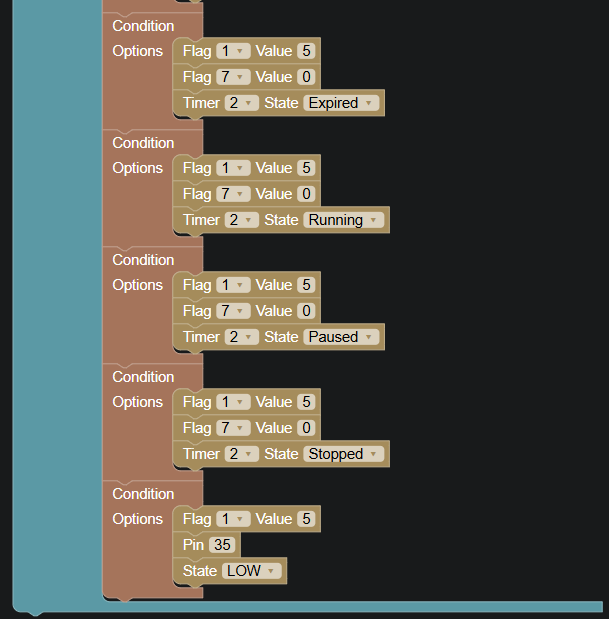 Condition
Options Flag 1 Value 5
Flag 7 Value 0
Timer 2 State Expired
Condition
Options Flag 1 Value 5
Flag 7 Value 0
Timer 2 State Running
Condition
Options Flag 1 Value 5
Flag 7 Value 0
Timer 2 State Paused
Condition
Options Flag 1 Value 5
Flag 7 Value 0
Timer 2 State Stopped
Condition
Options Flag 1 Value 5
Pin 35
State LOW